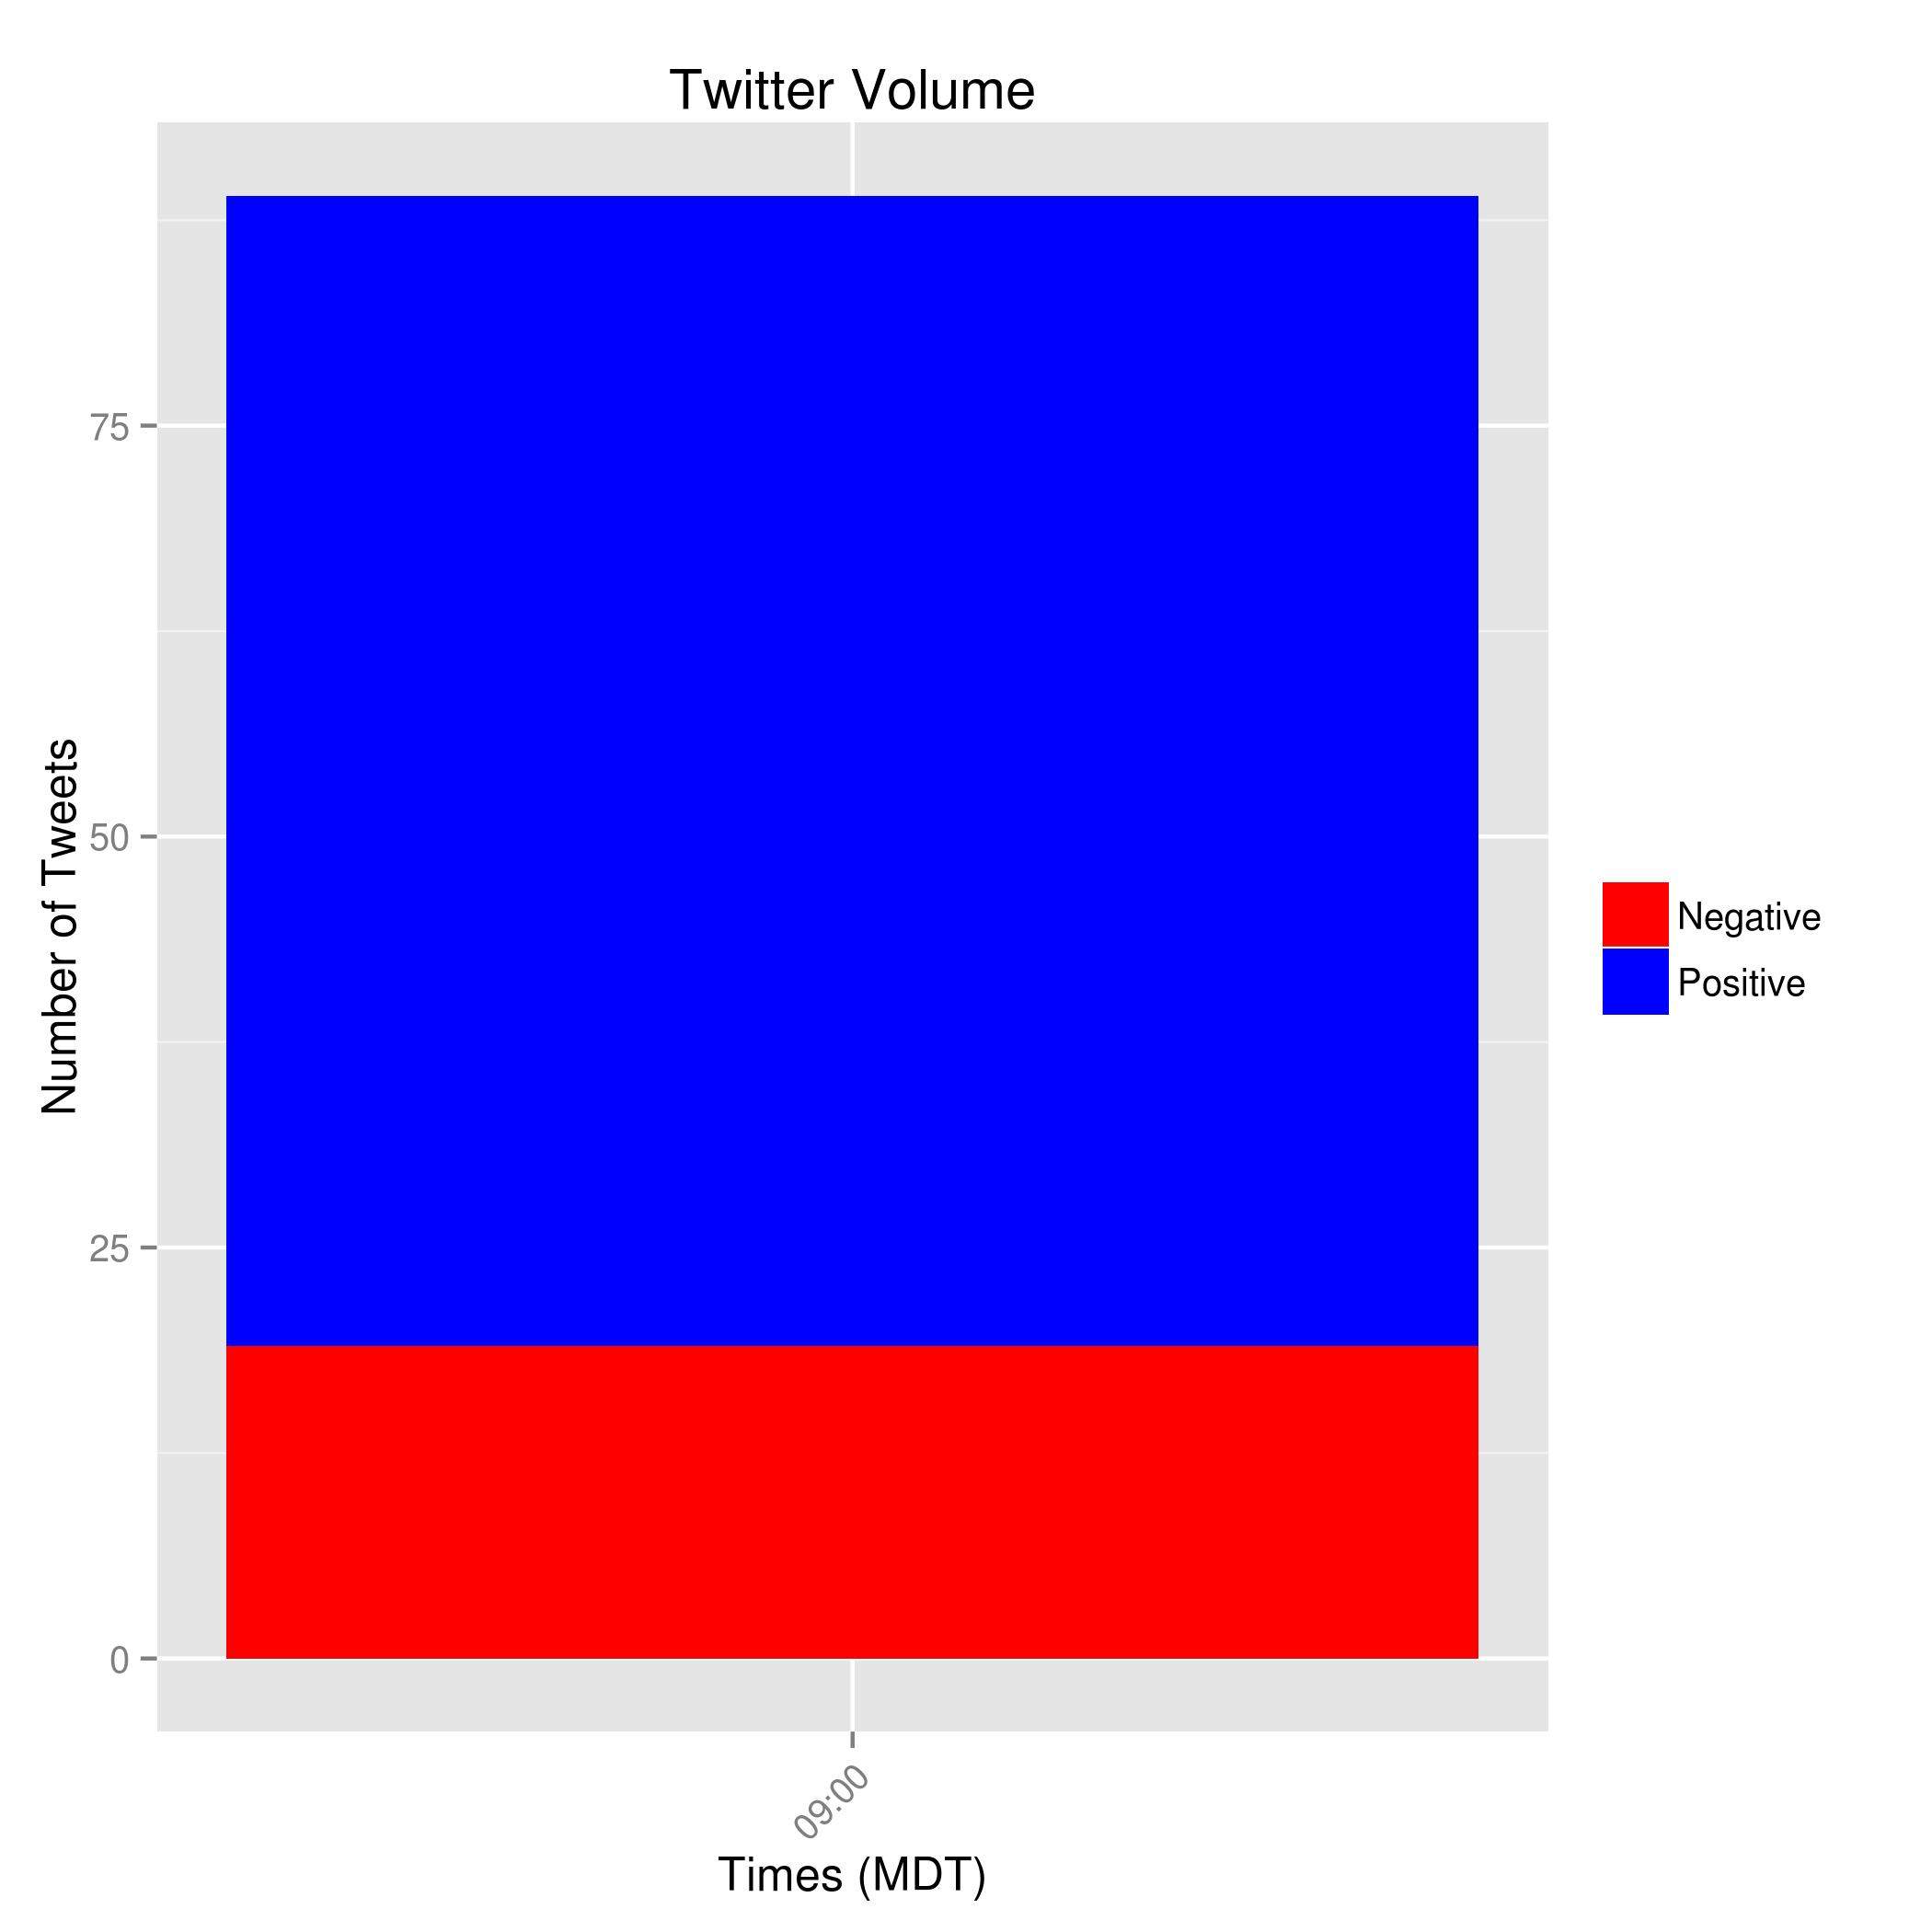 Twitter Volume
Number of Tweets
75
50
25
0
09:00
Times (MDT)
Negative
Positive